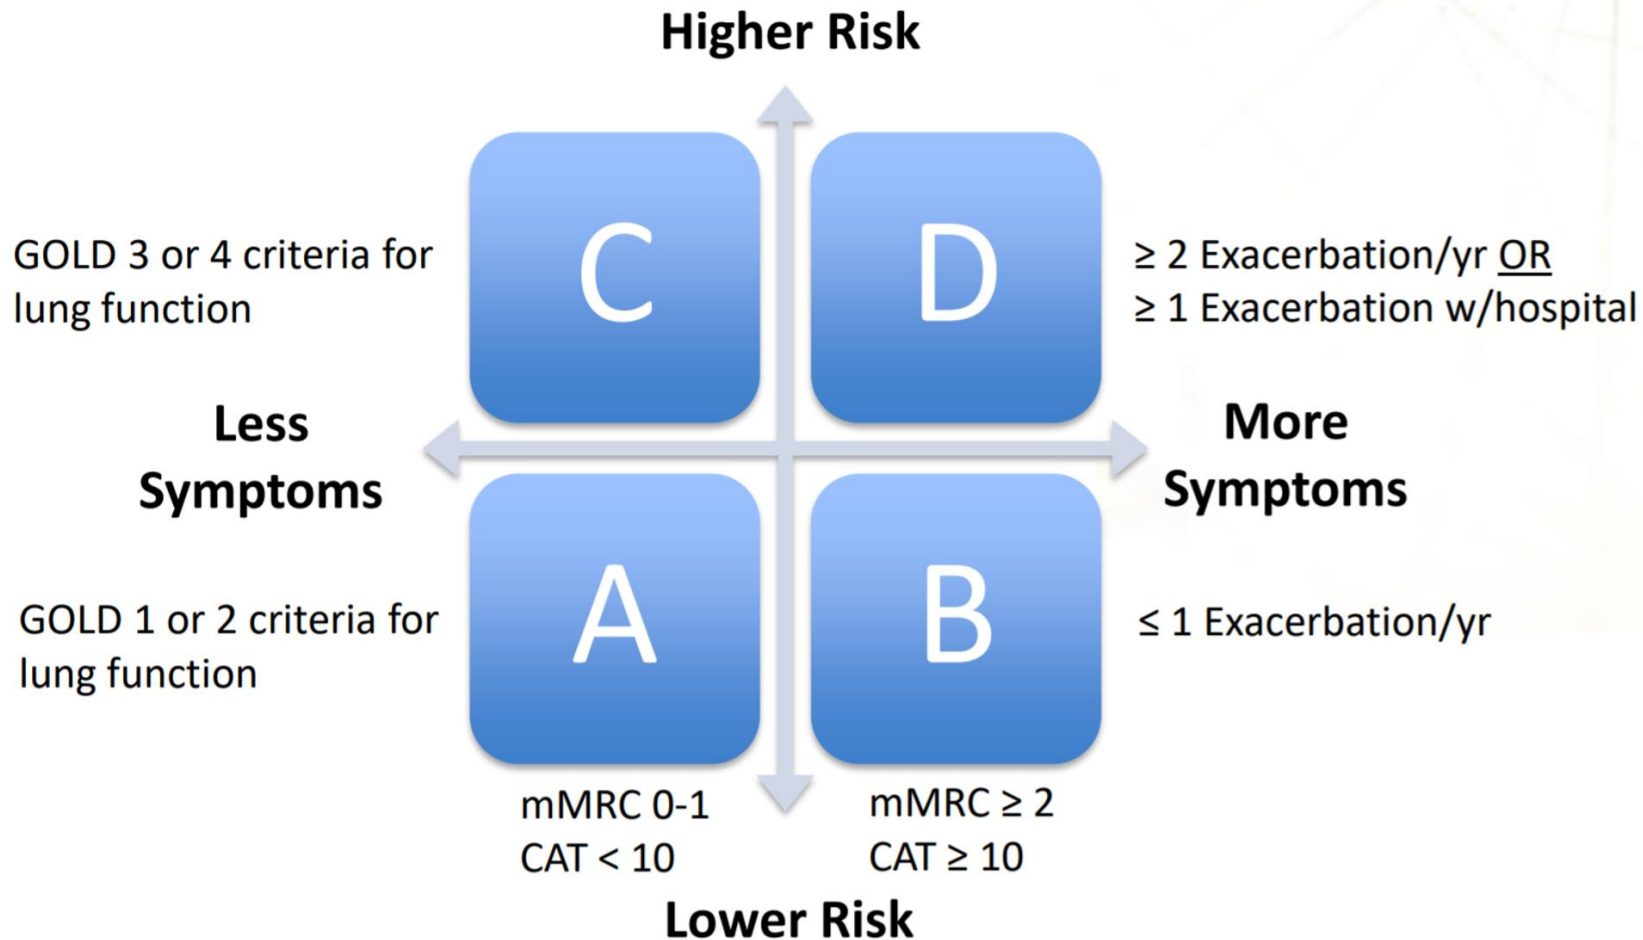 Higher Risk
C
D
GOLD 3 or 4 criteria for
lung function
≥ 2 Exacerbation/yr OR
≥ 1 Exacerbation w/hospital
Less
Symptoms
More
Symptoms
A
B
GOLD 1 or 2 criteria for
lung function
≤ 1 Exacerbation/yr
mMRC 0-1
CAT < 10
mMRC ≥ 2
CAT ≥ 10
Lower Risk